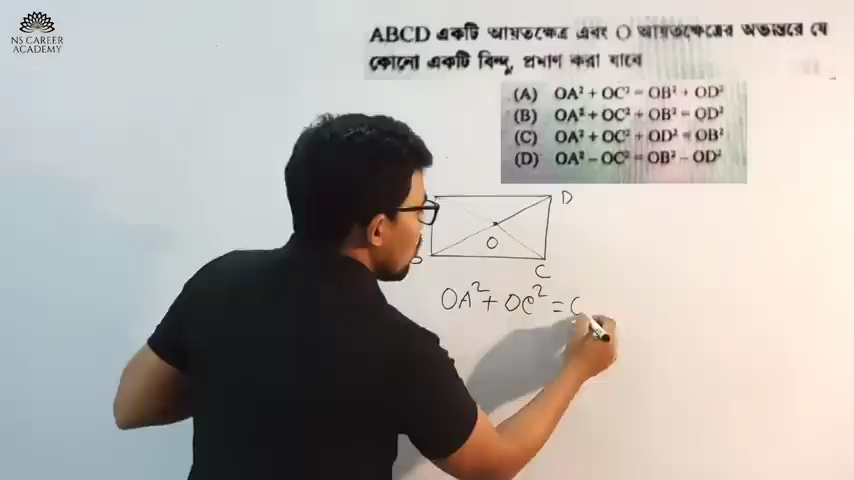 NS CAREER
ACADEMY
ABCD একটি আয়তক্ষেত্র এবং O আয়তক্ষেত্রের অভ্যন্তরে যে
কোনো একটি বিন্দু, প্রমাণ করা যাবে
(A) OA² + OC² = OB² + OD²
(B) OA² + OC² + OB² = OD²
(C) OA² + OC² + OD² = OB²
(D) OA² − OC² = OB² − OD²
D
O
C
OA² + OC² =